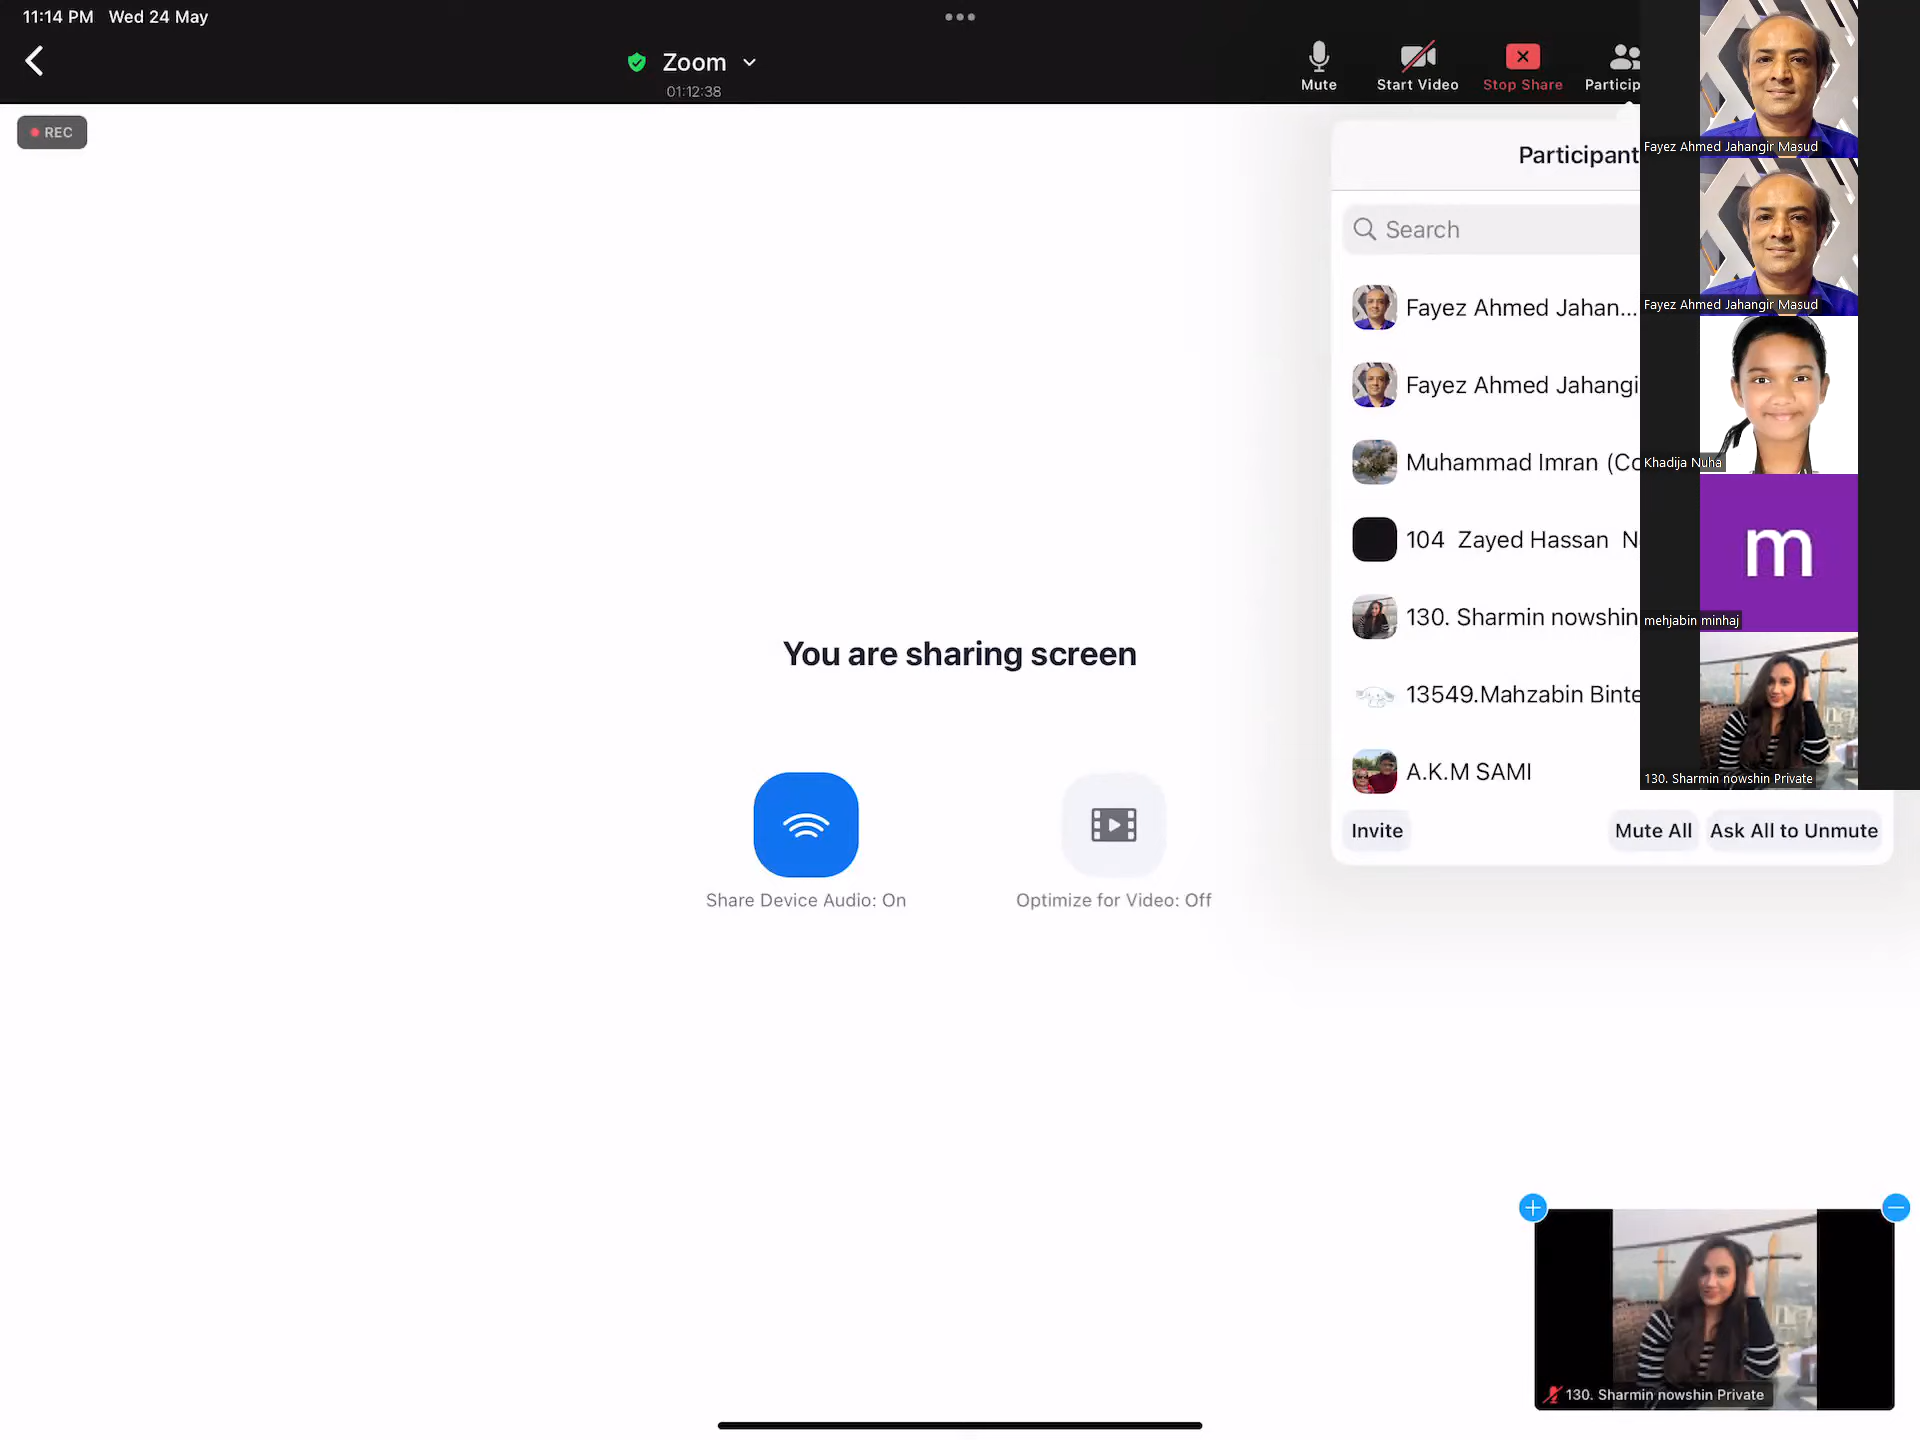 11:14 PM Wed 24 May
Zoom
01:12:38
Mute
Start Video
Stop Share
Particip
REC
Participant
Search
Fayez Ahmed Jahan...
Fayez Ahmed Jahangi
Muhammad Imran (Co
104 Zayed Hassan N
130. Sharmin nowshin
13549.Mahzabin Binte
A.K.M SAMI
Invite
Mute All
Ask All to Unmute
Fayez Ahmed Jahangir Masud
Fayez Ahmed Jahangir Masud
Khadija Nuha
m
mehjabin minhaj
130. Sharmin nowshin Private
You are sharing screen
Share Device Audio: On
Optimize for Video: Off
130. Sharmin nowshin Private